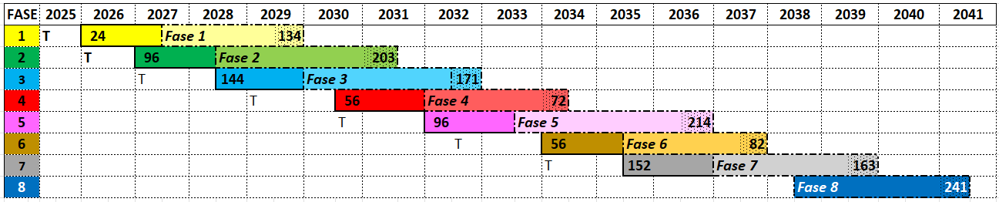 FASE 2025 2026 2027 2028 2029 2030 2031 2032 2033 2034 2035 2036 2037 2038 2039 2040 2041
1 T 24 Fase 1 134
2 T 96 Fase 2 203
3 T 144 Fase 3 171
4 T 56 Fase 4 72
5 T 96 Fase 5 214
6 T 56 Fase 6 82
7 T 152 Fase 7 163
8 Fase 8 241